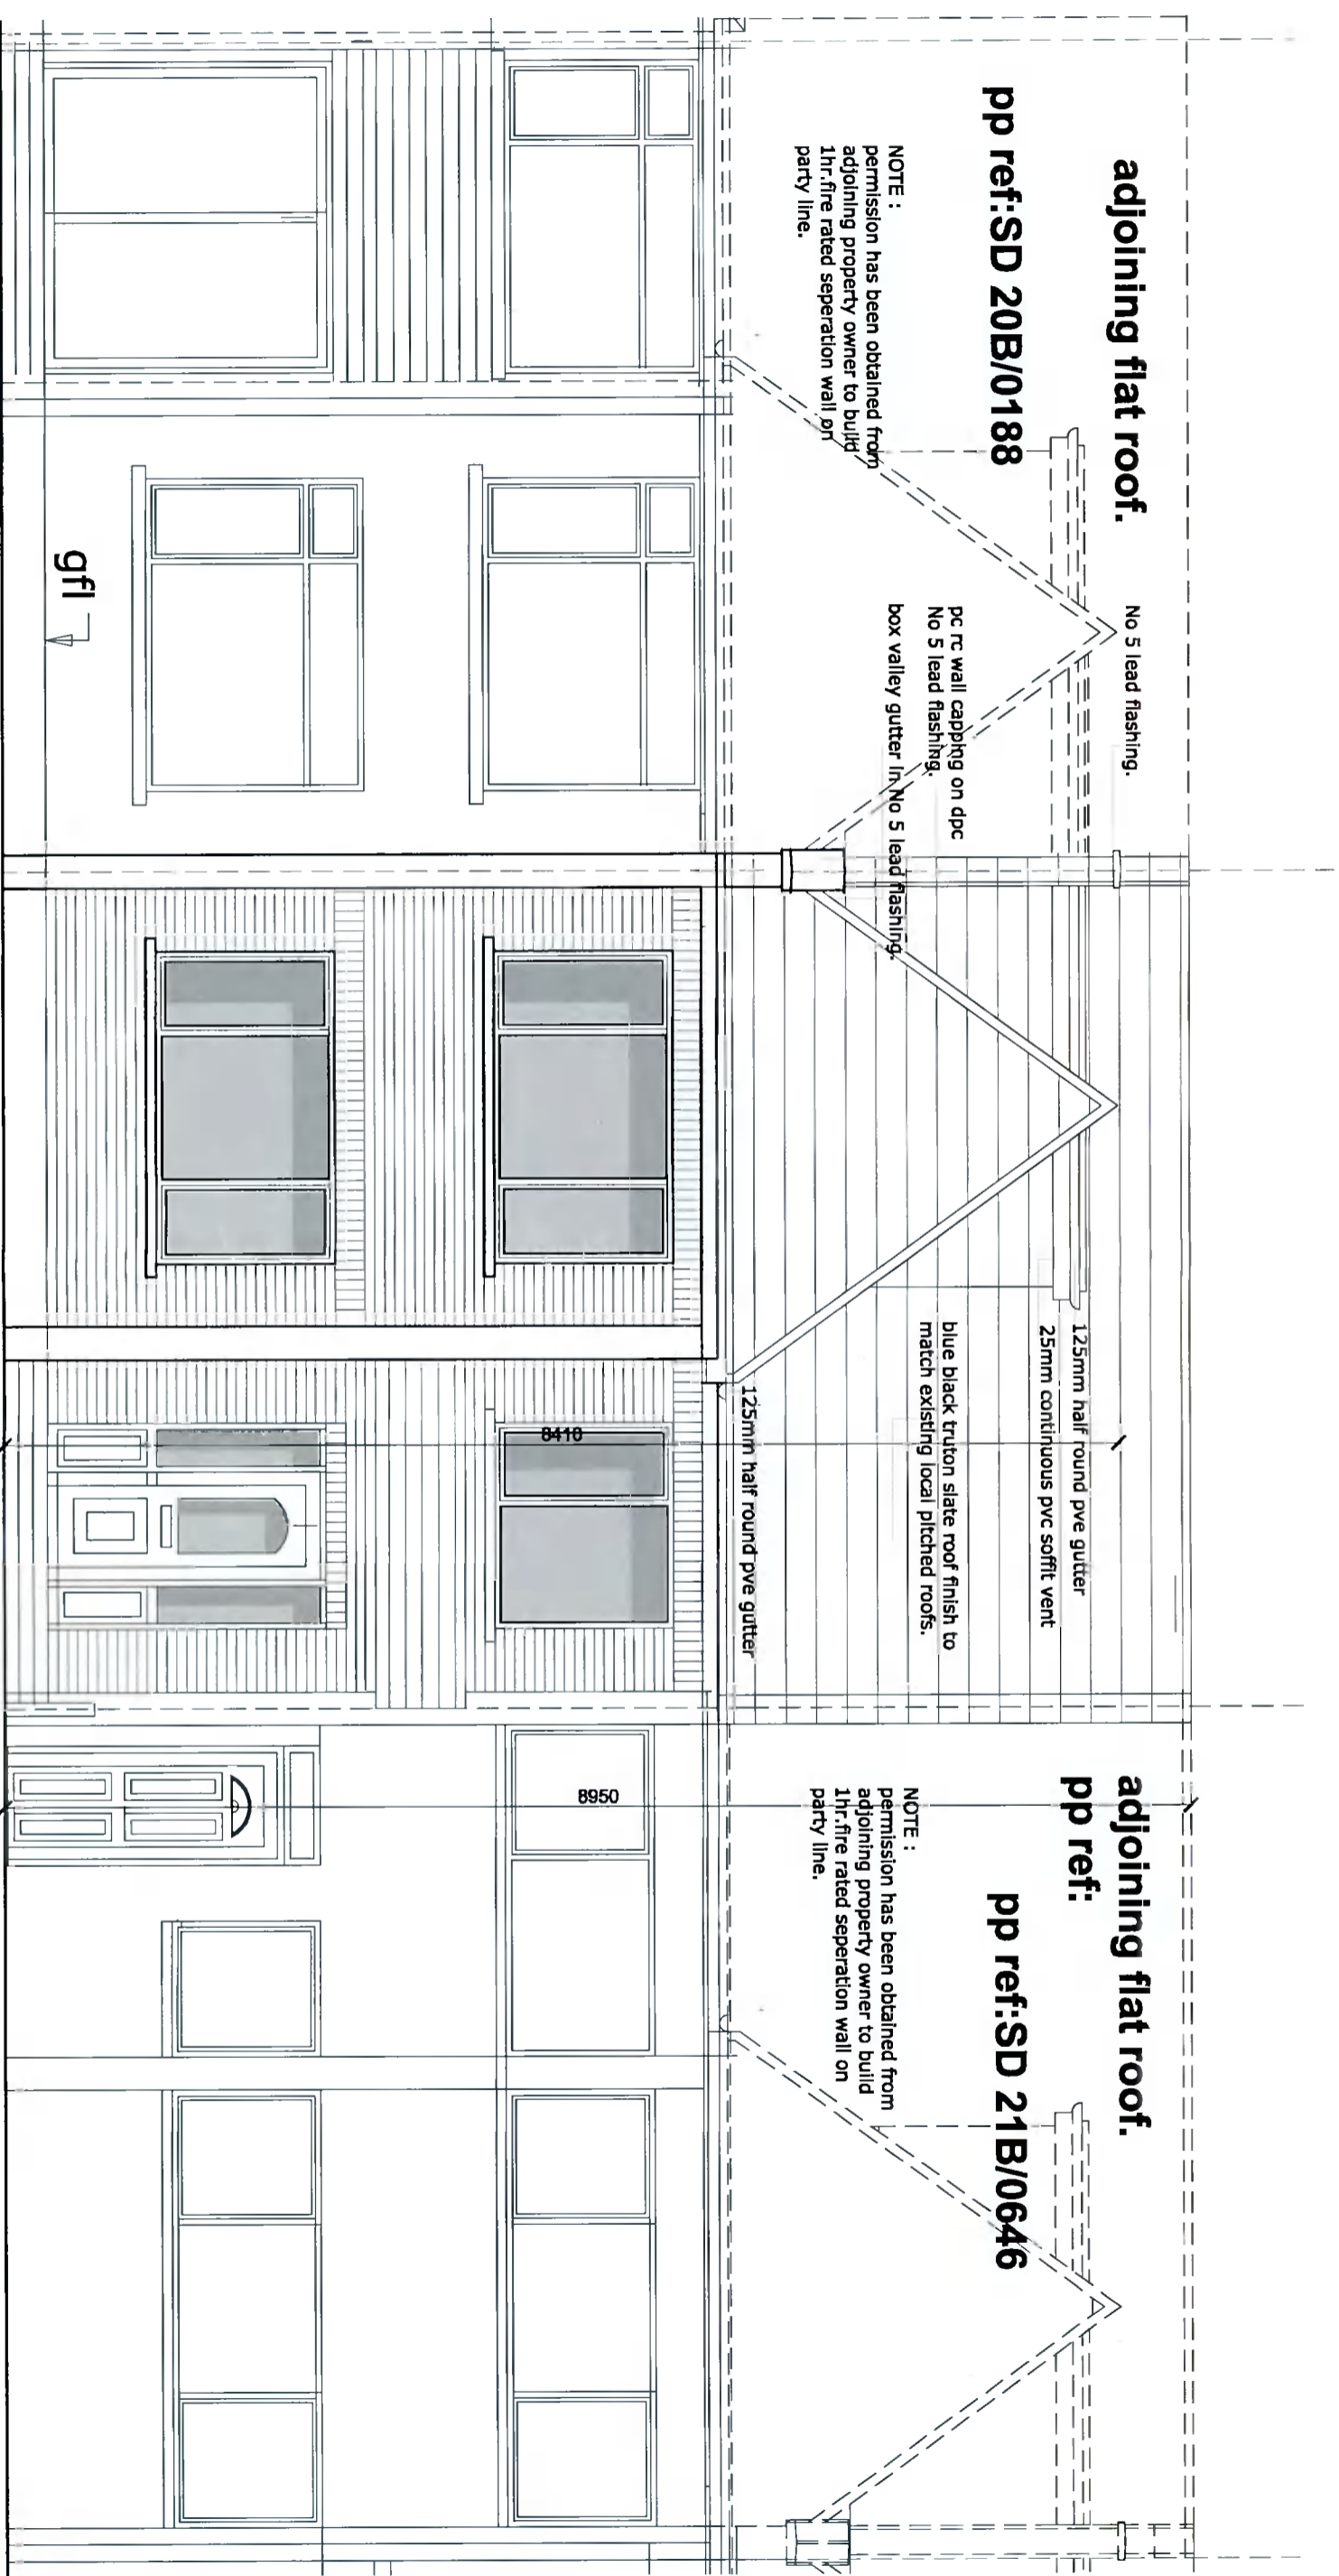 adjoining flat roof.
pp ref:SD 20B/0188
NOTE :
permission has been obtained from
adjoining property owner to build
1hr.fire rated seperation wall on
party line.
No 5 lead flashing.
pc rc wall capping on dpc
No 5 lead flashing.
box valley gutter in No 5 lead flashing.
gfl
125mm half round pve gutter
25mm continuous pvc soffit vent
blue black truton slate roof finish to
match existing local pitched roofs.
125mm half round pve gutter
8410
adjoining flat roof.
pp ref:
pp ref:SD 21B/0646
NOTE :
permission has been obtained from
adjoining property owner to build
1hr.fire rated seperation wall on
party line.
8950